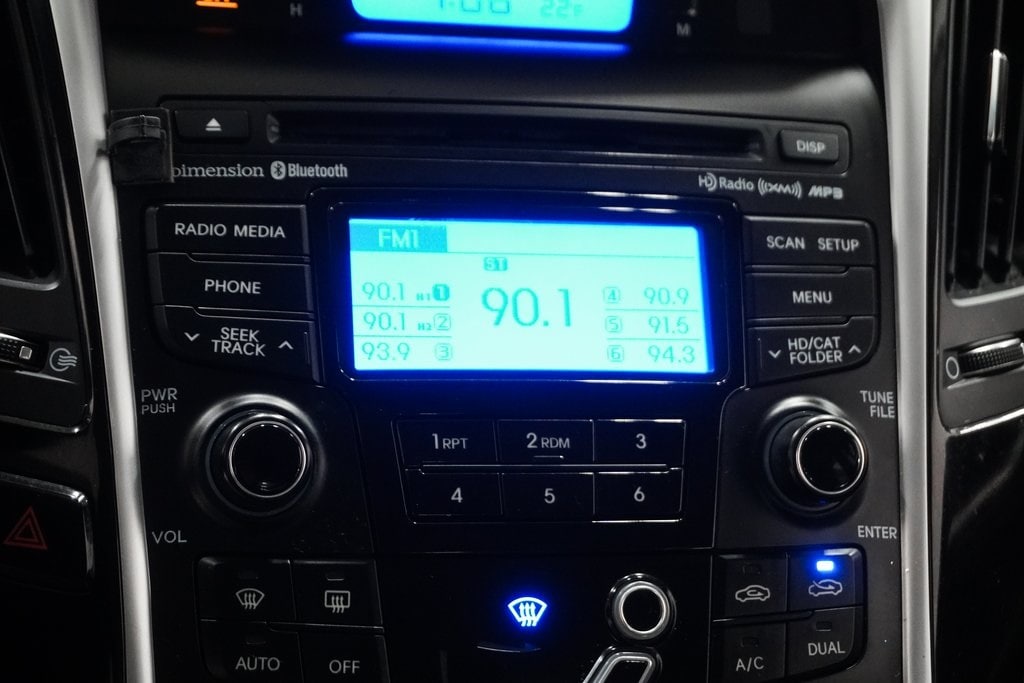 H
22°F
M
DISP
Dimension Bluetooth
HD Radio ((XM)) MP3
RADIO MEDIA
FM1
SCAN SETUP
ST
PHONE
90.1 H1 1
90.1
4 90.9
MENU
90.1 H2 2
5 91.5
SEEK
TRACK
93.9 3
6 94.3
HD/CAT
FOLDER
PWR
PUSH
TUNE
FILE
1 RPT
2 RDM
3
4
5
6
VOL
ENTER
AUTO
OFF
A/C
DUAL